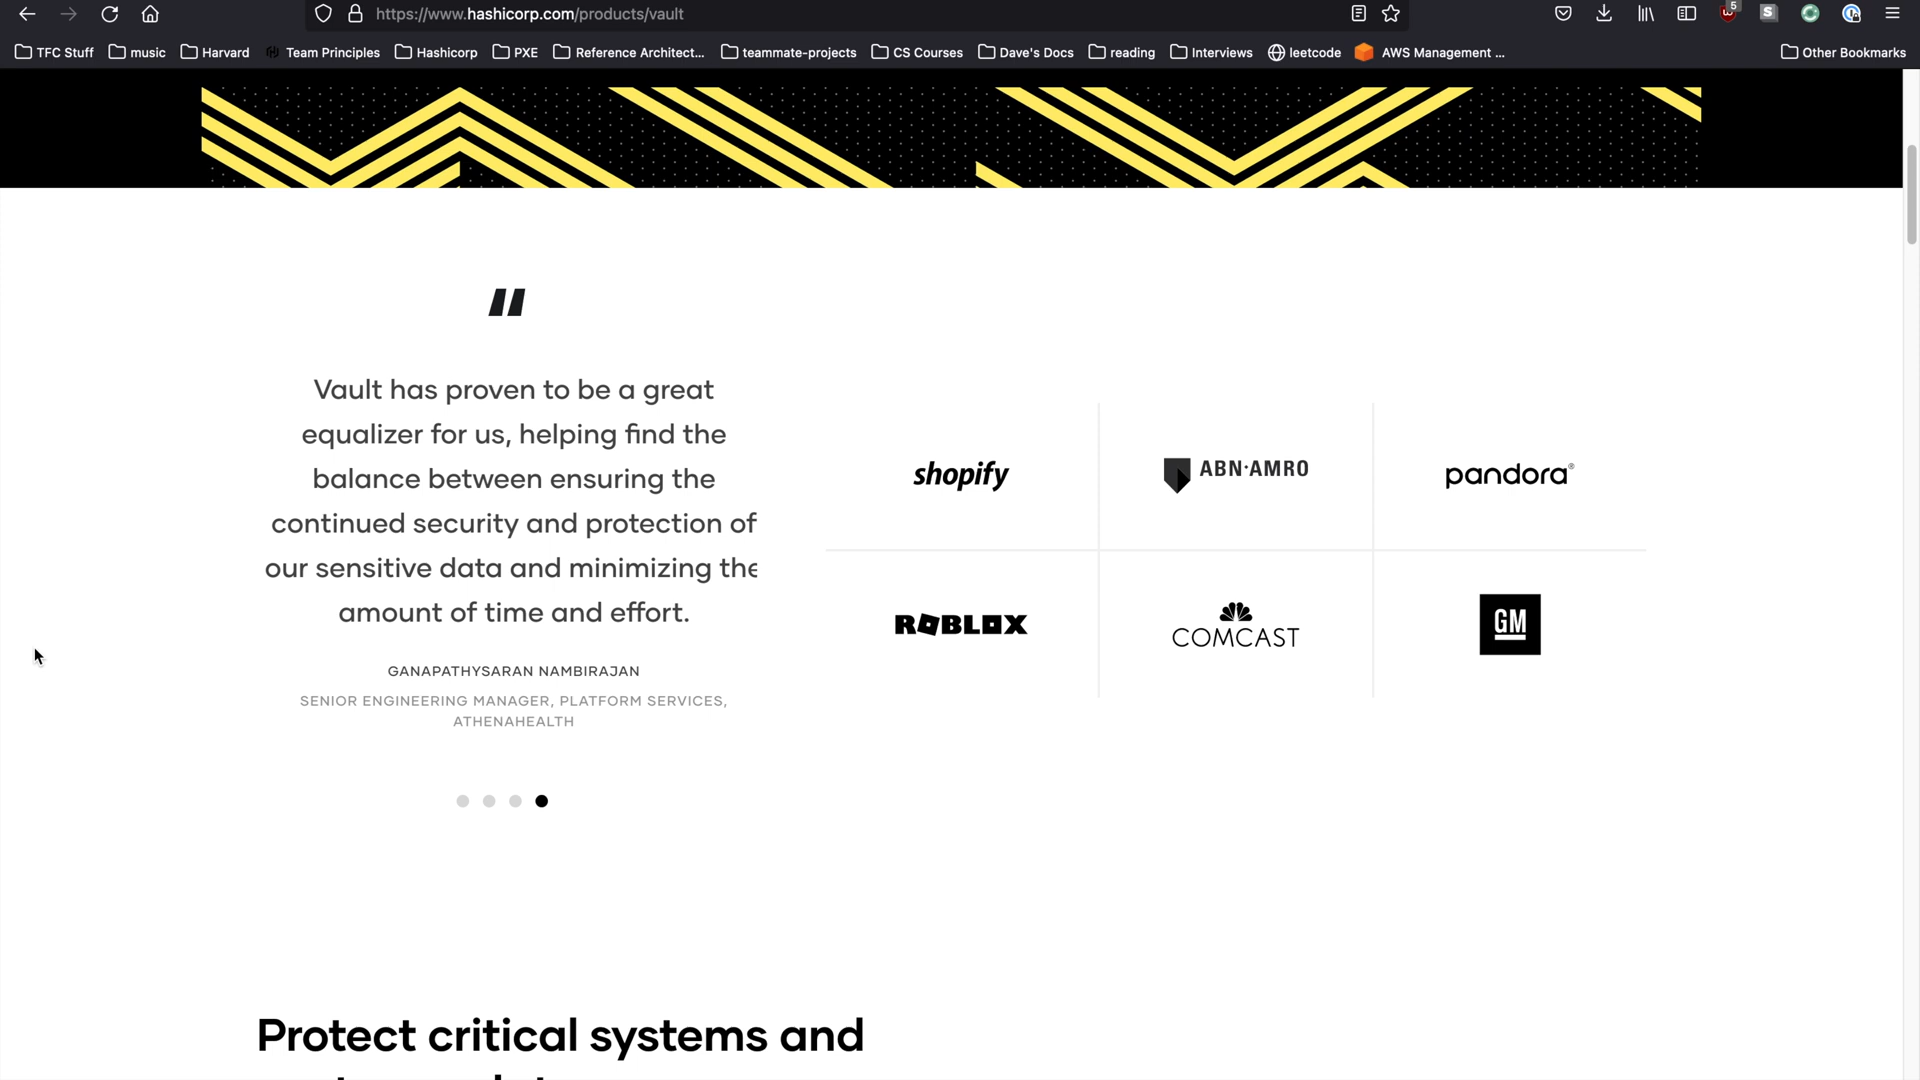 https://www.hashicorp.com/products/vault
5
S
TFC Stuff
music
Harvard
Team Principles
Hashicorp
PXE
Reference Architect...
teammate-projects
CS Courses
Dave's Docs
reading
Interviews
leetcode
AWS Management ...
Other Bookmarks
"
Vault has proven to be a great
equalizer for us, helping find the
balance between ensuring the
continued security and protection of
our sensitive data and minimizing the
amount of time and effort.
GANAPATHYSARAN NAMBIRAJAN
SENIOR ENGINEERING MANAGER, PLATFORM SERVICES,
ATHENAHEALTH
shopify
ABN·AMRO
pandora®
ROBLOX
COMCAST
GM
Protect critical systems and